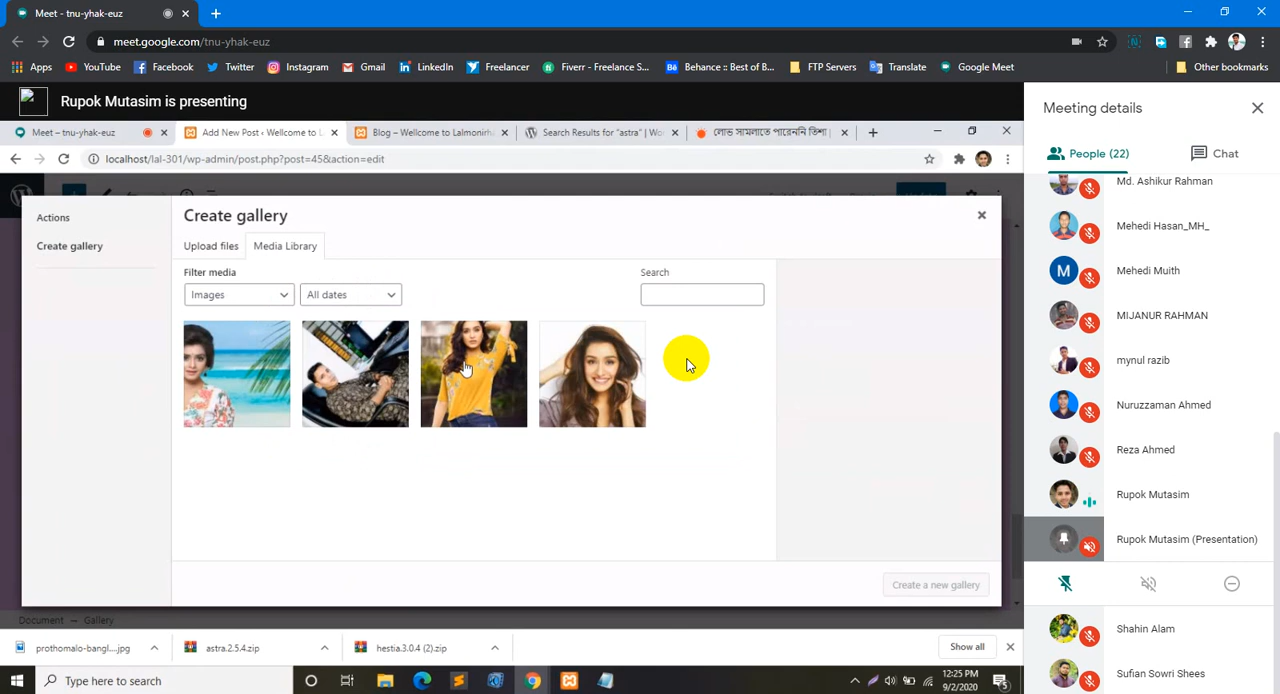 Meet - tnu-yhak-euz
meet.google.com/tnu-yhak-euz
Apps YouTube Facebook Twitter Instagram Gmail LinkedIn Freelancer Fiverr - Freelance S... Behance :: Best of B... FTP Servers Translate Google Meet Other bookmarks
Rupok Mutasim is presenting
Meet – tnu-yhak-euz Add New Post ‹ Wellcome to L Blog – Wellcome to Lalmonirh Search Results for "astra" | Wo লোভ সামলাতে পারেননি তিশা |
localhost/lal-301/wp-admin/post.php?post=45&action=edit
Actions
Create gallery
Create gallery
Upload files Media Library
Filter media
Images All dates
Search
Create a new gallery
Document → Gallery
prothomalo-bangl....jpg astra.2.5.4.zip hestia.3.0.4 (2).zip Show all
Meeting details
People (22) Chat
Md. Ashikur Rahman
Mehedi Hasan_MH_
M Mehedi Muith
MIJANUR RAHMAN
mynul razib
Nuruzzaman Ahmed
Reza Ahmed
Rupok Mutasim
Rupok Mutasim (Presentation)
Shahin Alam
Sufian Sowri Shees
Type here to search
12:25 PM
9/2/2020
5